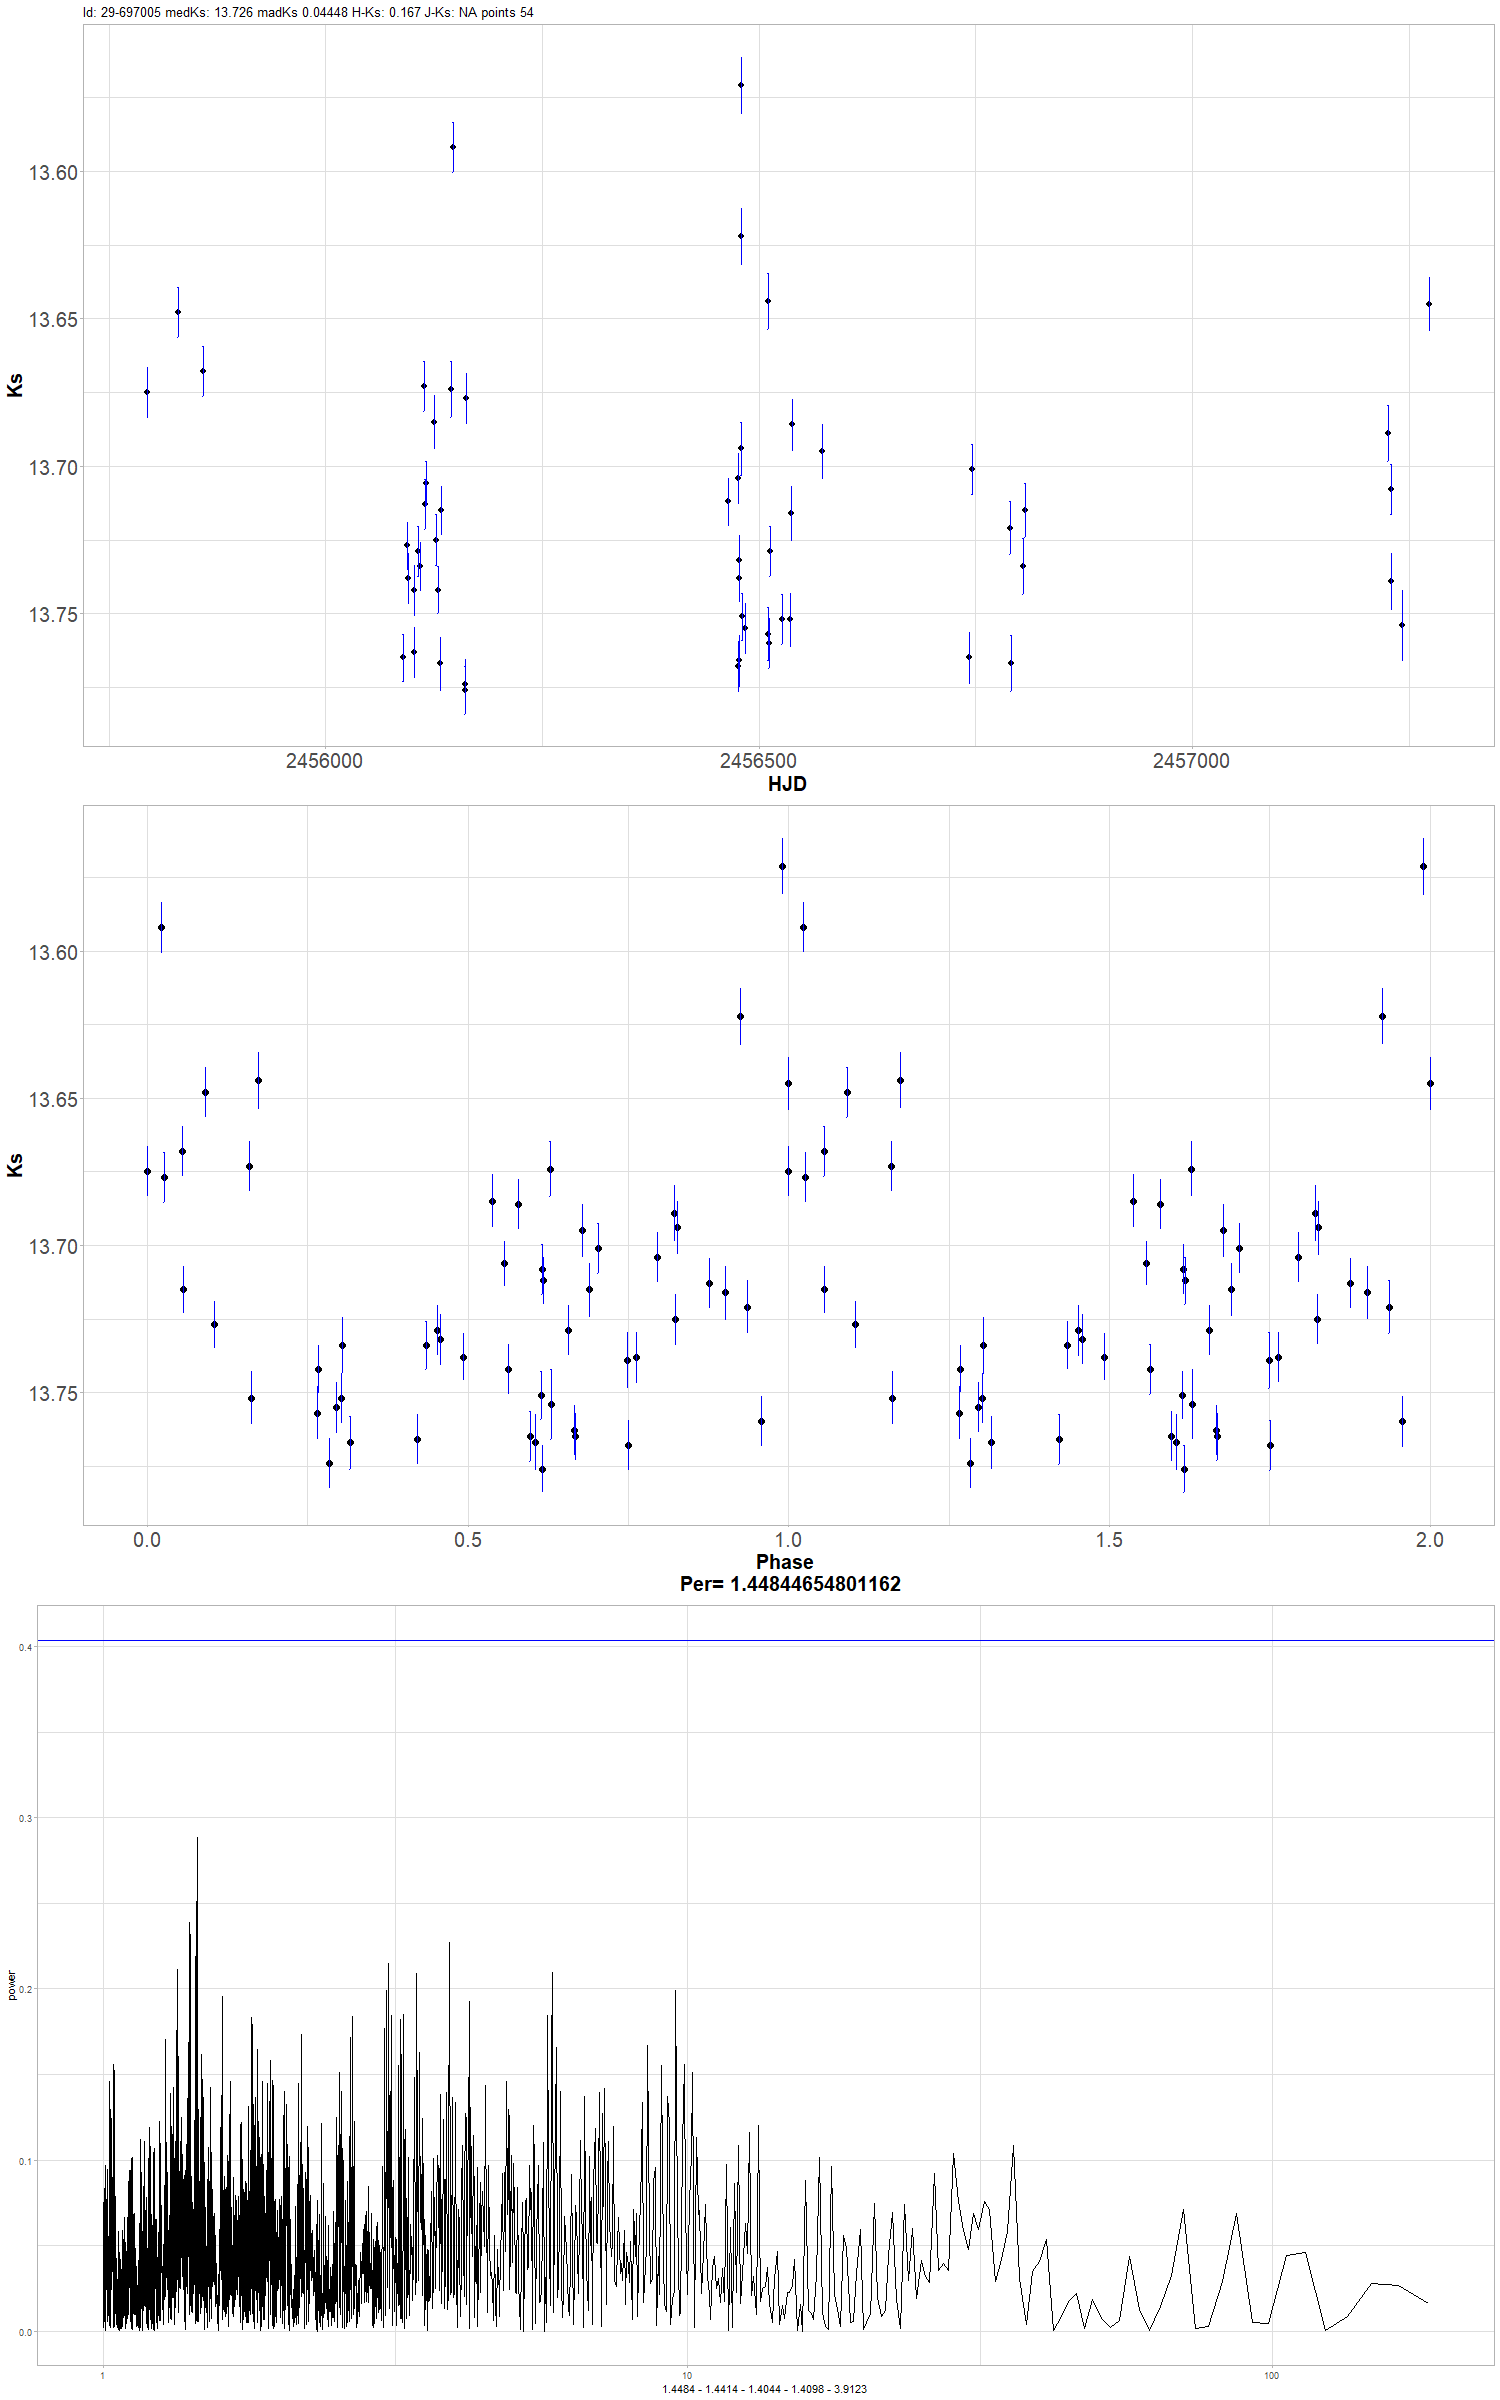 Id: 29-697005 medKs: 13.726 madKs 0.04448 H-Ks: 0.167 J-Ks: NA points 54
13.60
13.65
13.70
13.75
Ks
2456000 2456500 2457000
HJD
13.60
13.65
13.70
13.75
Ks
0.0 0.5 1.0 1.5 2.0
Phase
Per= 1.44844654801162
0.4
0.3
0.2
0.1
0.0
power
1 10 100
1.4484 - 1.4414 - 1.4044 - 1.4098 - 3.9123